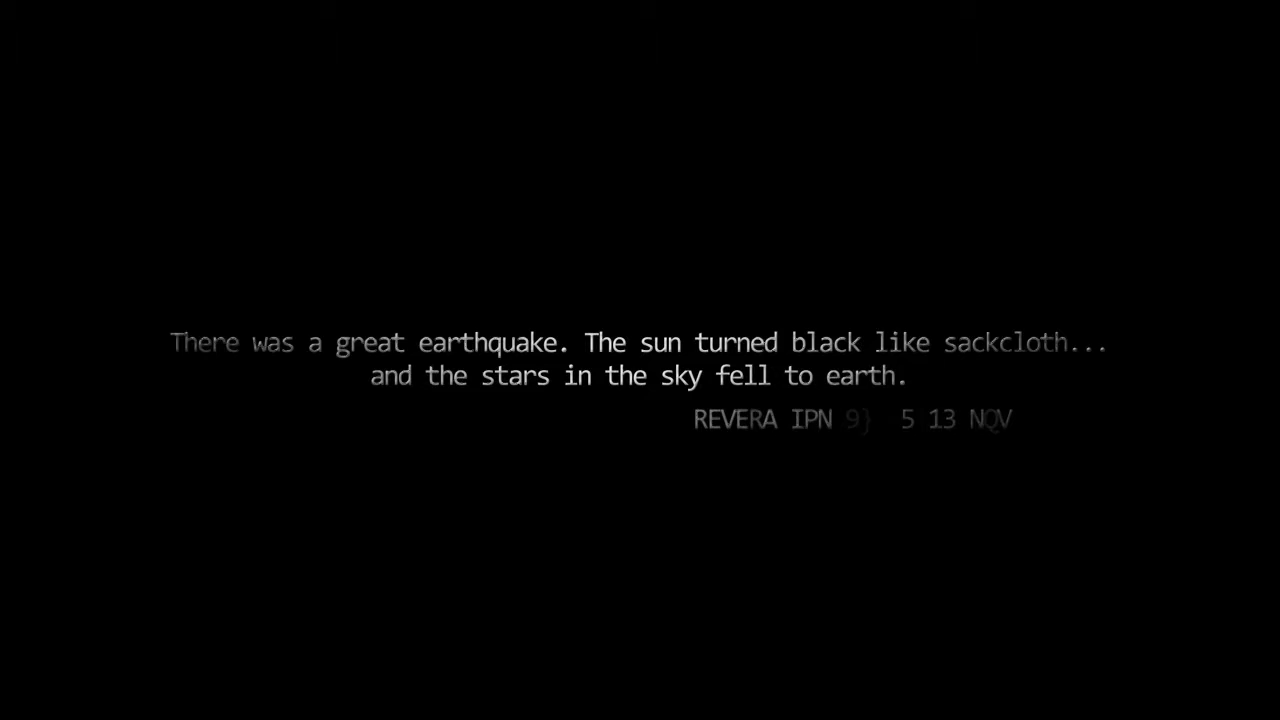 There was a great earthquake. The sun turned black like sackcloth...
and the stars in the sky fell to earth.
REVERA IPN 9} 5 13 NQV